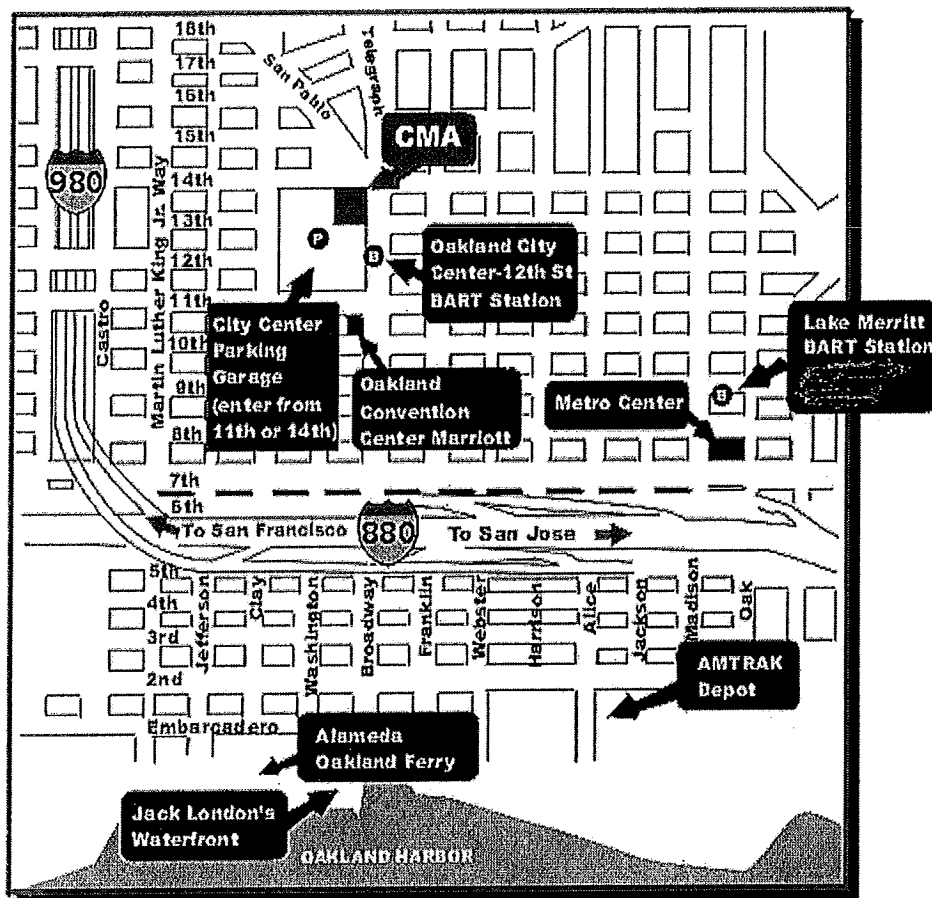 18th
17th
16th
15th
14th
13th
12th
11th
10th
9th
8th
7th
6th
5th
4th
3rd
2nd
Embarcadero
San Pablo
Telegraph
CMA
980
Martin Luther King Jr. Way
Castro
P
B
Oakland City
Center-12th St
BART Station
City Center
Parking
Garage
(enter from
11th or 14th)
Oakland
Convention
Center Marriott
Lake Merritt
BART Station
B
Metro Center
To San Francisco
880
To San Jose
Jefferson
Clay
Washington
Broadway
Franklin
Webster
Harrison
Alice
Jackson
Madison
Oak
AMTRAK
Depot
Alameda
Oakland Ferry
Jack London's
Waterfront
OAKLAND HARBOR